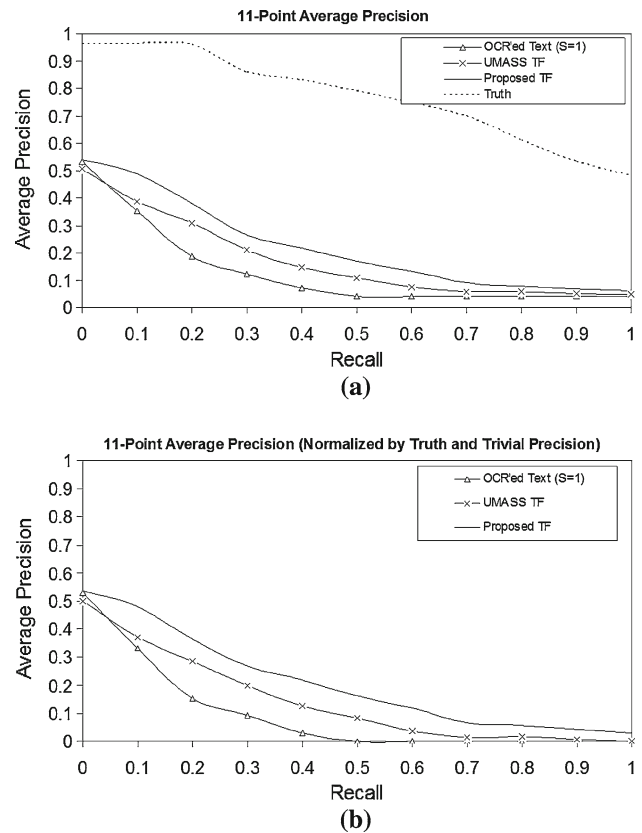 11-Point Average Precision
OCR'ed Text (S=1)
UMASS TF
Proposed TF
Truth
Average Precision
1
0.9
0.8
0.7
0.6
0.5
0.4
0.3
0.2
0.1
0
0 0.1 0.2 0.3 0.4 0.5 0.6 0.7 0.8 0.9 1
Recall
(a)
11-Point Average Precision (Normalized by Truth and Trivial Precision)
OCR'ed Text (S=1)
UMASS TF
Proposed TF
Average Precision
1
0.9
0.8
0.7
0.6
0.5
0.4
0.3
0.2
0.1
0
0 0.1 0.2 0.3 0.4 0.5 0.6 0.7 0.8 0.9 1
Recall
(b)